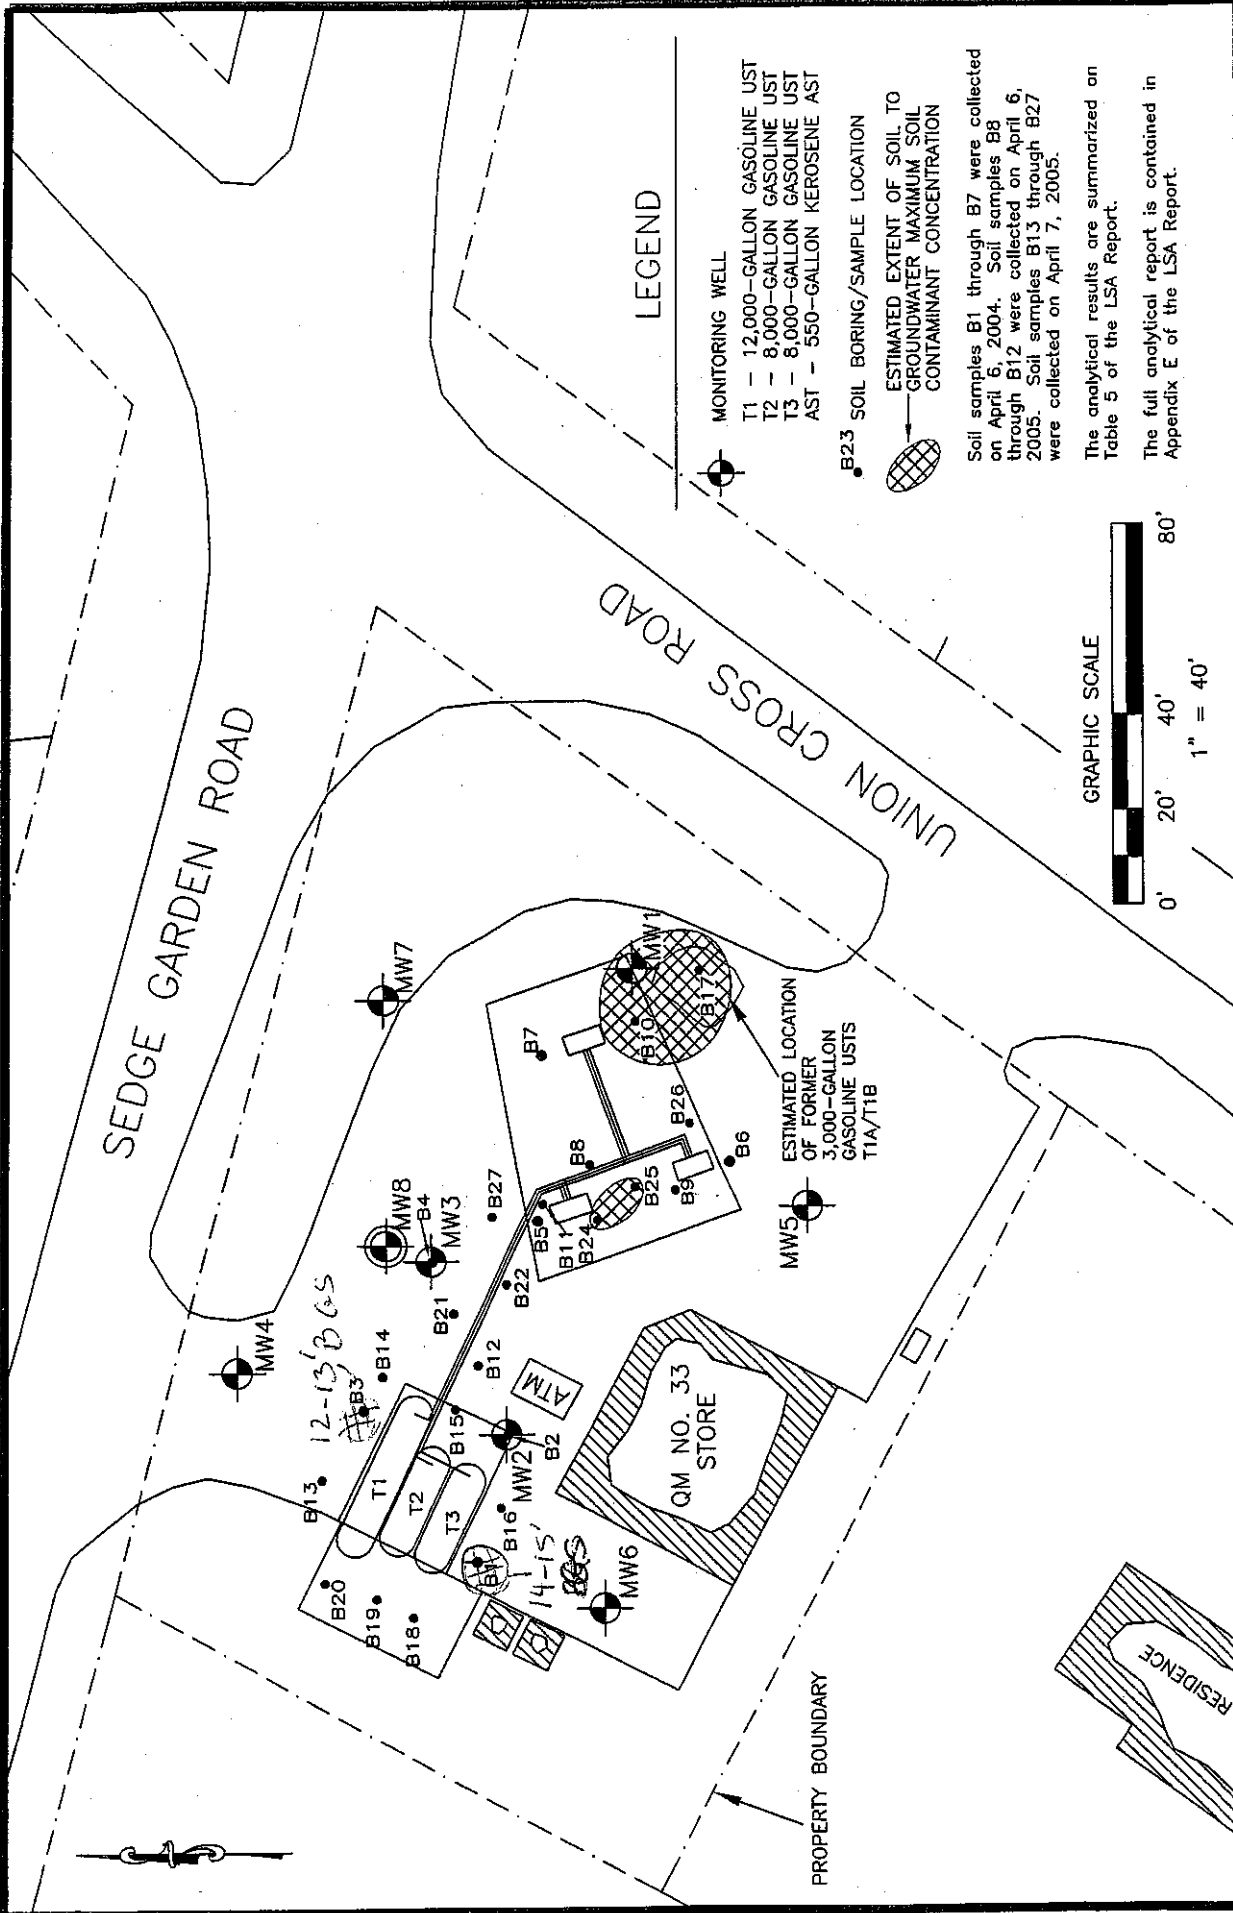 SEDGE GARDEN ROAD
UNION CROSS ROAD
MW4
MW7
MW8
B4
MW3
12-13' BGS
B3
B14
B13
B21
B27
B22
B12
B15
T1
T2
T3
B20
B19
B18
B1
B16
14-15'
BGS
MW2
B2
ATM
MW6
QM NO. 33
STORE
B7
B8
B5
B11
B24
B25
B9
B26
B6
B10
B17
MW1
MW5
ESTIMATED LOCATION
OF FORMER
3,000-GALLON
GASOLINE USTS
T1A/T1B
PROPERTY BOUNDARY
RESIDENCE
LEGEND
MONITORING WELL
T1 - 12,000-GALLON GASOLINE UST
T2 - 8,000-GALLON GASOLINE UST
T3 - 8,000-GALLON GASOLINE UST
AST - 550-GALLON KEROSENE AST
B23
SOIL BORING/SAMPLE LOCATION
ESTIMATED EXTENT OF SOIL TO
GROUNDWATER MAXIMUM SOIL
CONTAMINANT CONCENTRATION
Soil samples B1 through B7 were collected
on April 6, 2004. Soil samples B8
through B12 were collected on April 6,
2005. Soil samples B13 through B27
were collected on April 7, 2005.
The analytical results are summarized on
Table 5 of the LSA Report.
The full analytical report is contained in
Appendix E of the LSA Report.
GRAPHIC SCALE
0' 20' 40' 80'
1" = 40'